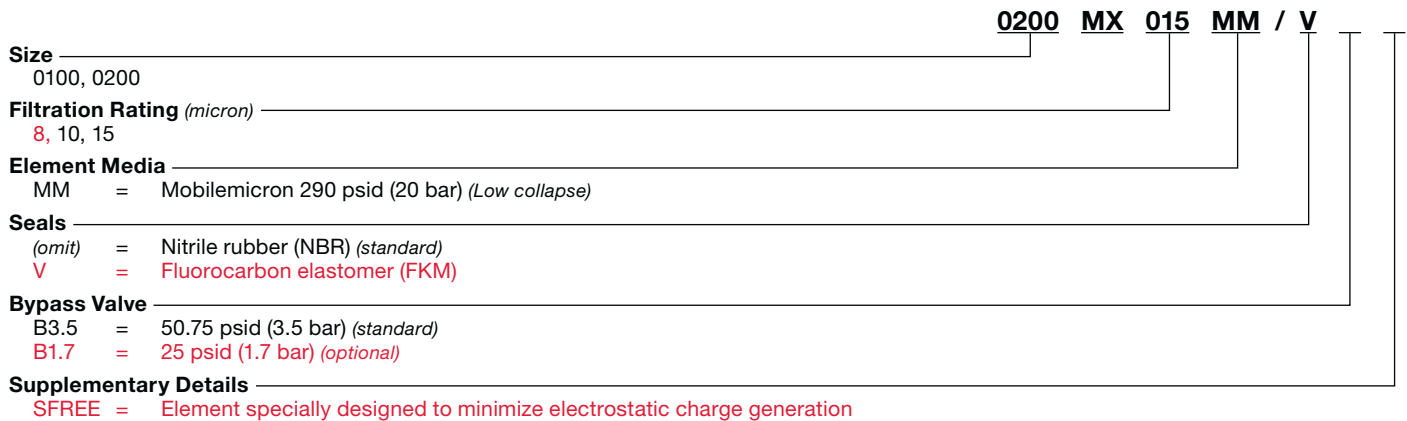 0200 MX 015 MM / V
Size
0100, 0200
Filtration Rating (micron)
8, 10, 15
Element Media
MM = Mobilemicron 290 psid (20 bar) (Low collapse)
Seals
(omit) = Nitrile rubber (NBR) (standard)
V = Fluorocarbon elastomer (FKM)
Bypass Valve
B3.5 = 50.75 psid (3.5 bar) (standard)
B1.7 = 25 psid (1.7 bar) (optional)
Supplementary Details
SFREE = Element specially designed to minimize electrostatic charge generation